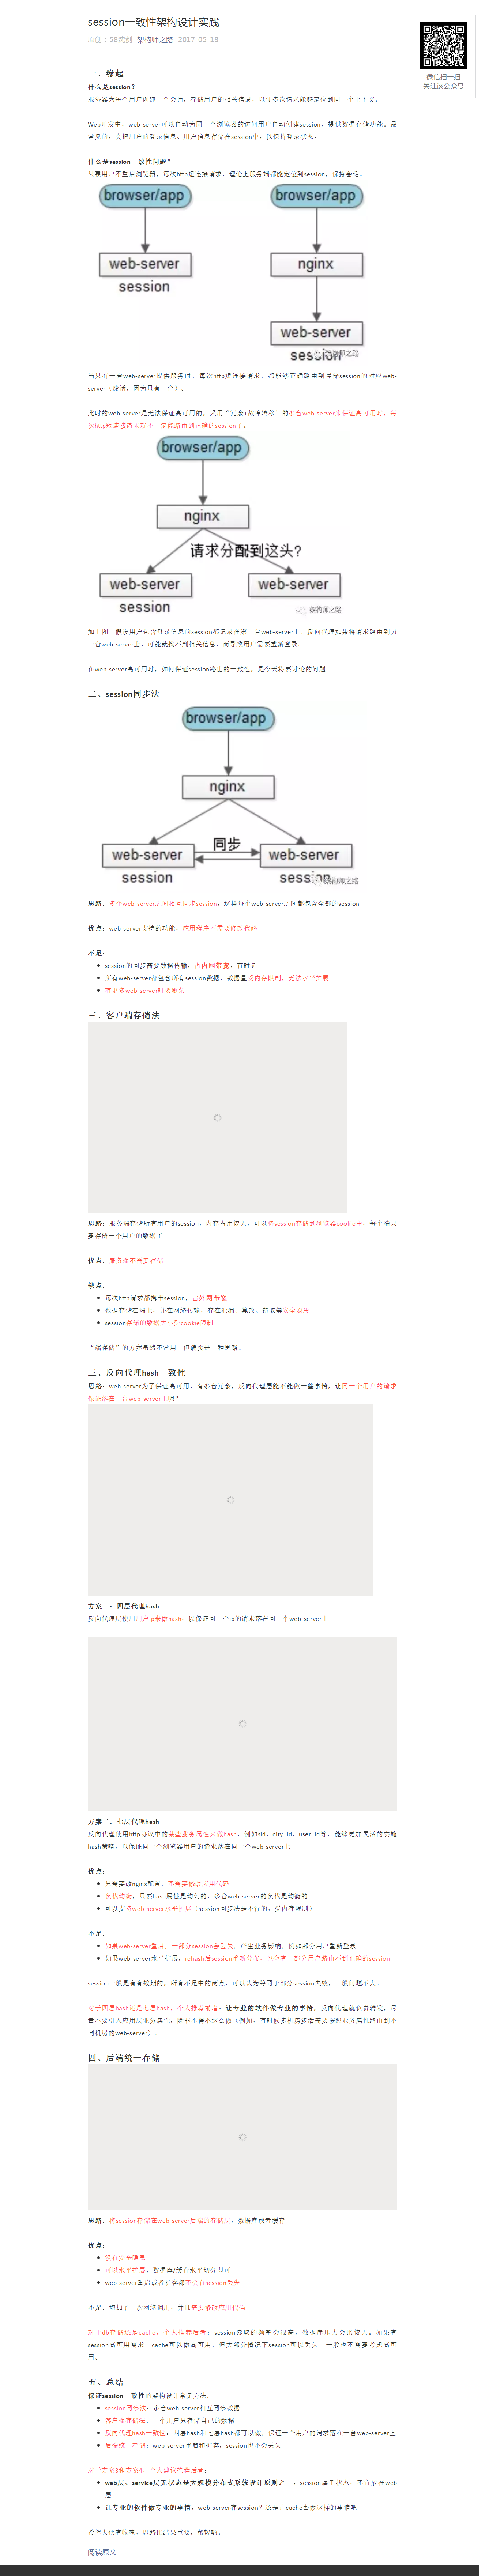 session一致性架构设计实践
原创：58沈剑 架构师之路 2017-05-18
微信扫一扫
关注该公众号
一、缘起
什么是session？
服务器为每个用户创建一个会话，存储用户的相关信息，以便多次请求能够定位到同一个上下文。
Web开发中，web-server可以自动为同一个浏览器的访问用户自动创建session，提供数据存储功能。最
常见的，会把用户的登录信息、用户信息存储在session中，以保持登录状态。
什么是session一致性问题？
只要用户不重启浏览器，每次http短连接请求，理论上服务端都能定位到session，保持会话。
browser/app
web-server
session
browser/app
nginx
web-server
session
架构师之路
当只有一台web-server提供服务时，每次http短连接请求，都能够正确路由到存储session的对应web-
server（废话，因为只有一台）。
此时的web-server是无法保证高可用的，采用“冗余+故障转移”的多台web-server来保证高可用时，每
次http短连接请求就不一定能路由到正确的session了。
browser/app
nginx
请求分配到这头?
web-server
web-server
session
架构师之路
如上图，假设用户包含登录信息的session都记录在第一台web-server上，反向代理如果将请求路由到另
一台web-server上，可能就找不到相关信息，而导致用户需要重新登录。
在web-server高可用时，如何保证session路由的一致性，是今天将要讨论的问题。
二、session同步法
browser/app
nginx
同步
web-server
web-server
session
session
架构师之路
思路：多个web-server之间相互同步session，这样每个web-server之间都包含全部的session
优点：web-server支持的功能，应用程序不需要修改代码
不足：
session的同步需要数据传输，占内网带宽，有时延
所有web-server都包含所有session数据，数据量受内存限制，无法水平扩展
有更多web-server时要歇菜
三、客户端存储法
思路：服务端存储所有用户的session，内存占用较大，可以将session存储到浏览器cookie中，每个端只
要存储一个用户的数据了
优点：服务端不需要存储
缺点：
每次http请求都携带session，占外网带宽
数据存储在端上，并在网络传输，存在泄漏、篡改、窃取等安全隐患
session存储的数据大小受cookie限制
“端存储”的方案虽然不常用，但确实是一种思路。
三、反向代理hash一致性
思路：web-server为了保证高可用，有多台冗余，反向代理层能不能做一些事情，让同一个用户的请求
保证落在一台web-server上呢？
方案一：四层代理hash
反向代理层使用用户ip来做hash，以保证同一个ip的请求落在同一个web-server上
方案二：七层代理hash
反向代理使用http协议中的某些业务属性来做hash，例如sid，city_id，user_id等，能够更加灵活的实施
hash策略，以保证同一个浏览器用户的请求落在同一个web-server上
优点：
只需要改nginx配置，不需要修改应用代码
负载均衡，只要hash属性是均匀的，多台web-server的负载是均衡的
可以支持web-server水平扩展（session同步法是不行的，受内存限制）
不足：
如果web-server重启，一部分session会丢失，产生业务影响，例如部分用户重新登录
如果web-server水平扩展，rehash后session重新分布，也会有一部分用户路由不到正确的session
session一般是有有效期的，所有不足中的两点，可以认为等同于部分session失效，一般问题不大。
对于四层hash还是七层hash，个人推荐前者：让专业的软件做专业的事情，反向代理就负责转发，尽
量不要引入应用层业务属性，除非不得不这么做（例如，有时候多机房多活需要按照业务属性路由到不
同机房的web-server）。
四、后端统一存储
思路：将session存储在web-server后端的存储层，数据库或者缓存
优点：
没有安全隐患
可以水平扩展，数据库/缓存水平切分即可
web-server重启或者扩容都不会有session丢失
不足：增加了一次网络调用，并且需要修改应用代码
对于db存储还是cache，个人推荐后者：session读取的频率会很高，数据库压力会比较大。如果有
session高可用需求，cache可以做高可用，但大部分情况下session可以丢失，一般也不需要考虑高可
用。
五、总结
保证session一致性的架构设计常见方法：
session同步法：多台web-server相互同步数据
客户端存储法：一个用户只存储自己的数据
反向代理hash一致性：四层hash和七层hash都可以做，保证一个用户的请求落在一台web-server上
后端统一存储：web-server重启和扩容，session也不会丢失
对于方案3和方案4，个人建议推荐后者：
web层、service层无状态是大规模分布式系统设计原则之一，session属于状态，不宜放在web
层
让专业的软件做专业的事情，web-server存session？还是让cache去做这样的事情吧
希望大伙有收获，思路比结果重要，帮转哟。
阅读原文